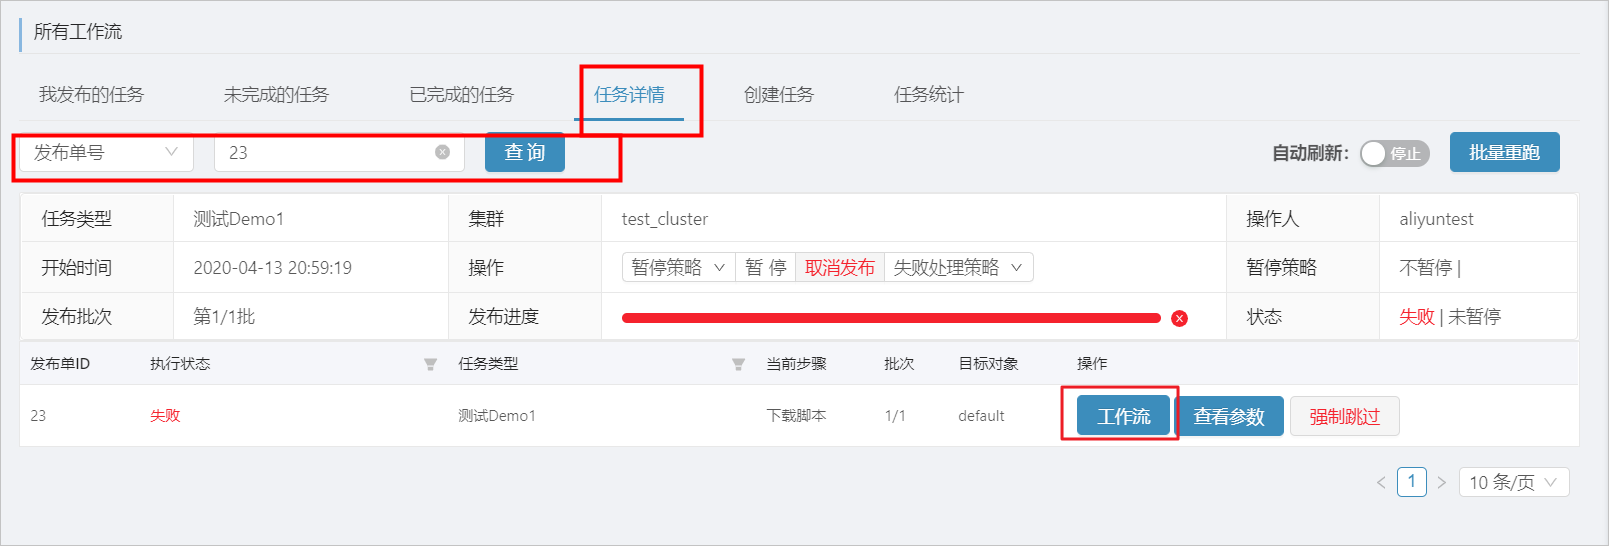 所有工作流
我发布的任务 未完成的任务 已完成的任务 任务详情 创建任务 任务统计
发布单号 23 查 询 自动刷新: 停止 批量重跑
任务类型 测试Demo1 集群 test_cluster 操作人 aliyuntest
开始时间 2020-04-13 20:59:19 操作 暂停策略 暂 停 取消发布 失败处理策略 暂停策略 不暂停 |
发布批次 第1/1批 发布进度 状态 失败 | 未暂停
发布单ID 执行状态 任务类型 当前步骤 批次 目标对象 操作
23 失败 测试Demo1 下载脚本 1/1 default 工作流 查看参数 强制跳过
< 1 > 10 条/页